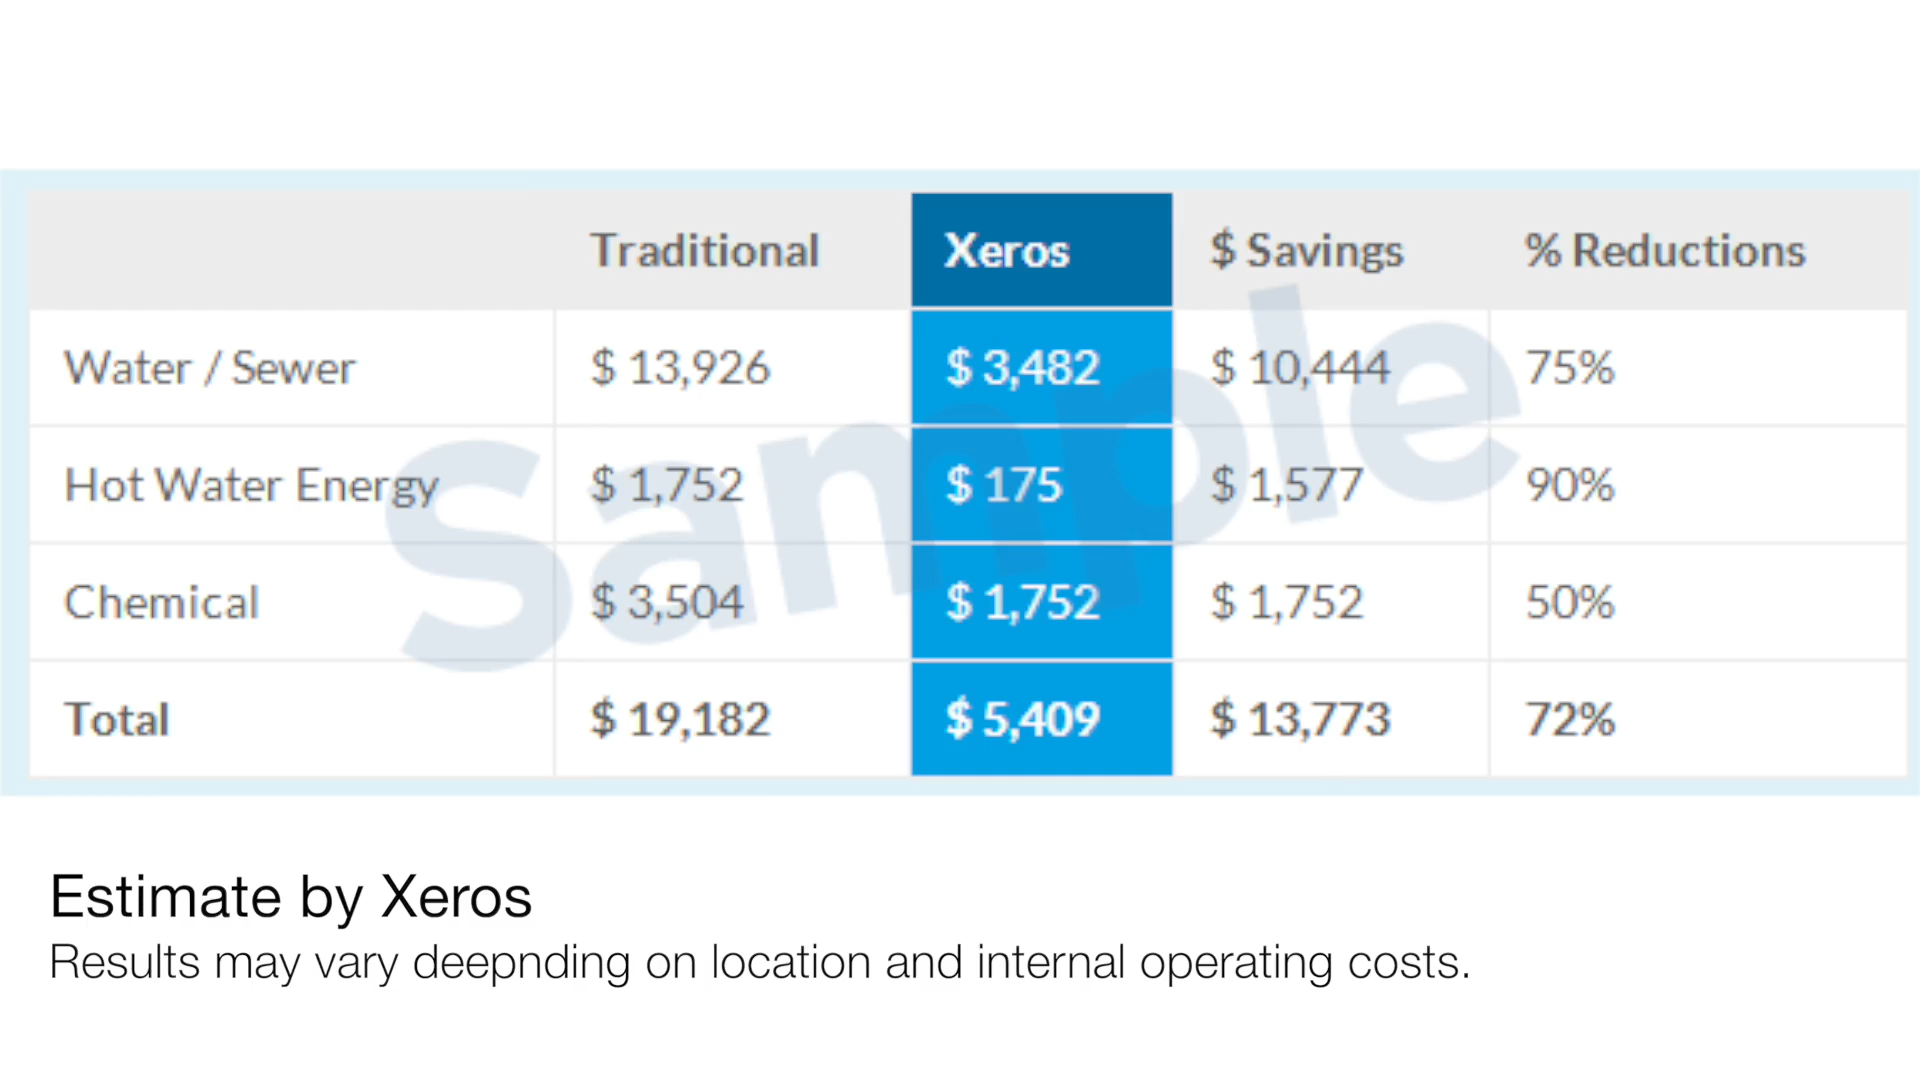 Traditional Xeros $ Savings % Reductions
Water / Sewer $ 13,926 $ 3,482 $ 10,444 75%
Hot Water Energy $ 1,752 $ 175 $ 1,577 90%
Chemical $ 3,504 $ 1,752 $ 1,752 50%
Total $ 19,182 $ 5,409 $ 13,773 72%
Sample
Estimate by Xeros
Results may vary deepnding on location and internal operating costs.